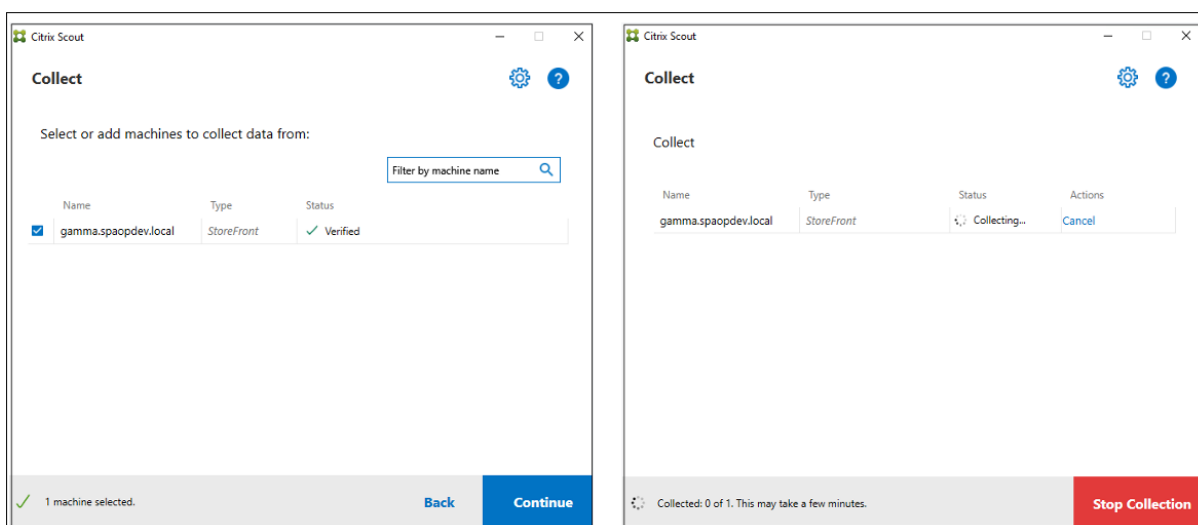 Citrix Scout
Collect
?
Select or add machines to collect data from:
Filter by machine name
Name Type Status
gamma.spaopdev.local StoreFront Verified
1 machine selected. Back Continue
Citrix Scout
Collect
?
Collect
Name Type Status Actions
gamma.spaopdev.local StoreFront Collecting... Cancel
Collected: 0 of 1. This may take a few minutes. Stop Collection